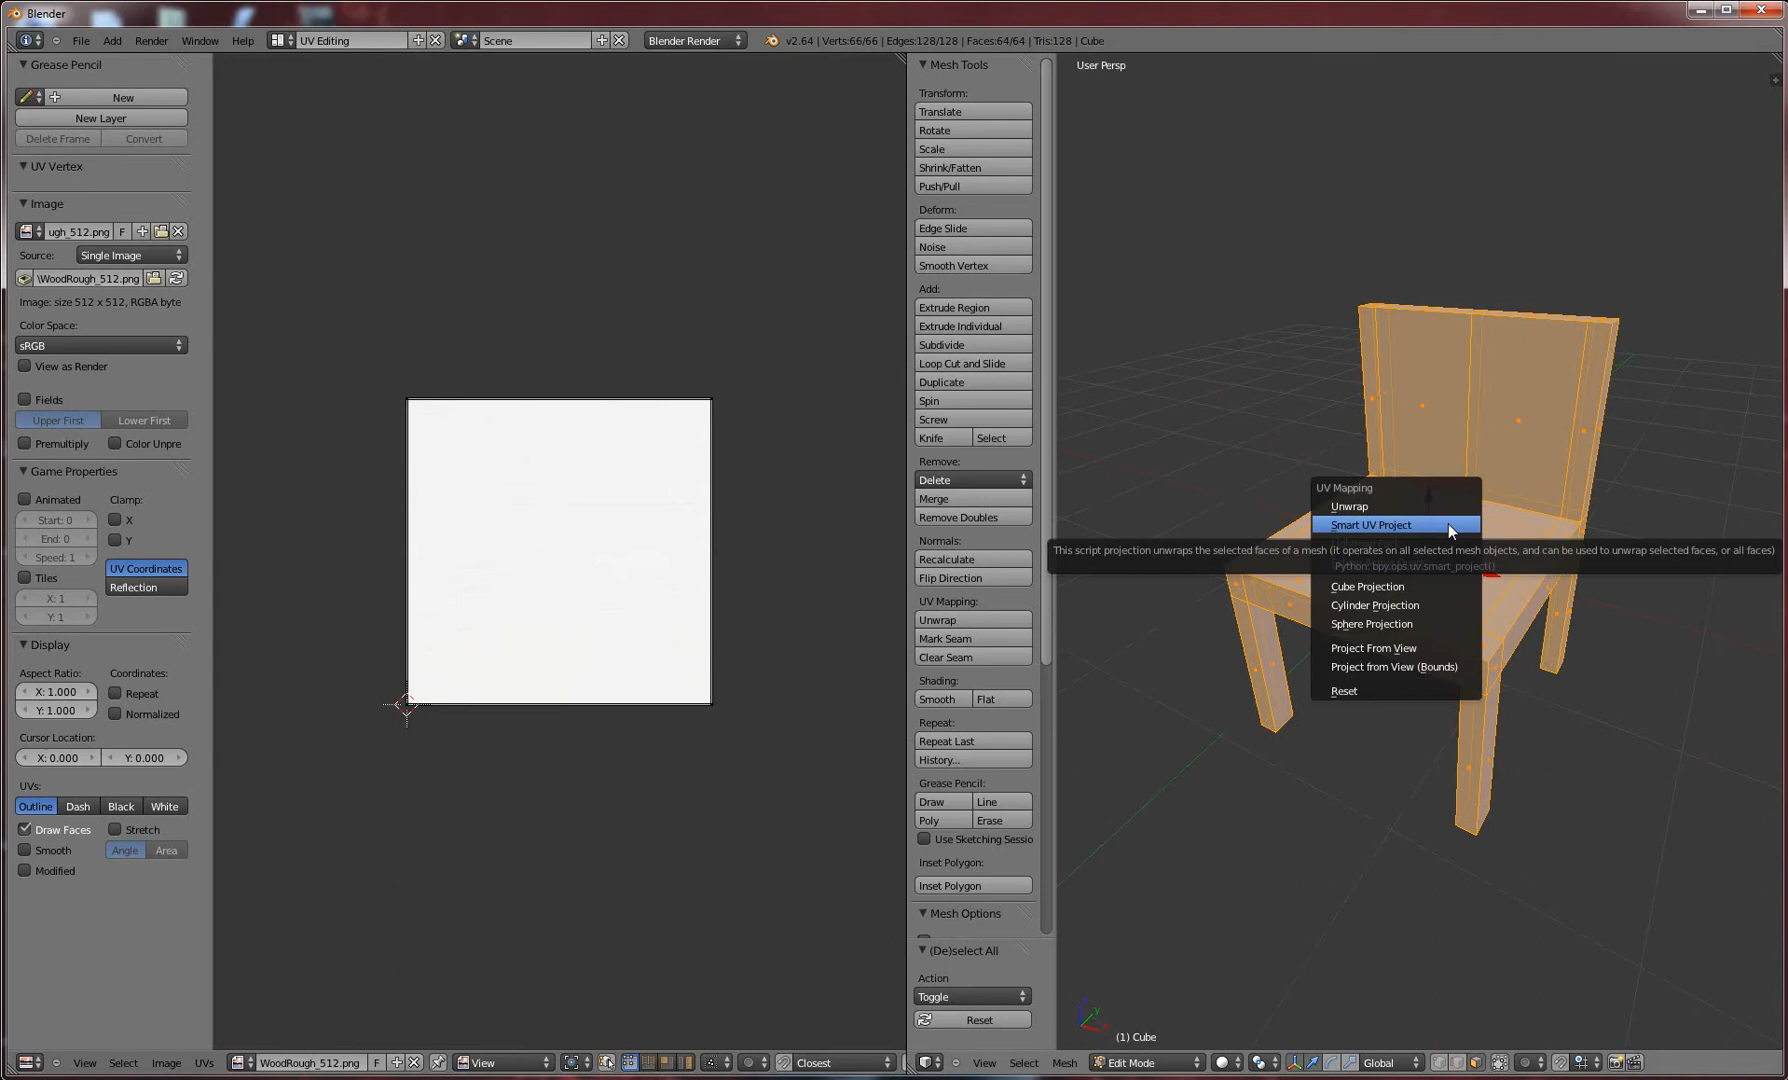 Blender
File Add Render Window Help UV Editing Scene Blender Render v2.64 | Verts:66/66 | Edges:128/128 | Faces:64/64 | Tris:128 | Cube
Grease Pencil
New
New Layer
Delete Frame Convert
UV Vertex
Image
ugh_512.png F
Source: Single Image
\WoodRough_512.png
Image: size 512 x 512, RGBA byte
Color Space:
sRGB
View as Render
Fields
Upper First Lower First
Premultiply Color Unpre
Game Properties
Animated Clamp:
Start: 0 X
End: 0 Y
Speed: 1
UV Coordinates
Tiles
Reflection
X: 1
Y: 1
Display
Aspect Ratio: Coordinates:
X: 1.000 Repeat
Y: 1.000 Normalized
Cursor Location:
X: 0.000 Y: 0.000
UVs:
Outline Dash Black White
Draw Faces Stretch
Smooth Angle Area
Modified
View Select Image UVs WoodRough_512.png F View Closest
Mesh Tools
Transform:
Translate
Rotate
Scale
Shrink/Fatten
Push/Pull
Deform:
Edge Slide
Noise
Smooth Vertex
Add:
Extrude Region
Extrude Individual
Subdivide
Loop Cut and Slide
Duplicate
Spin
Screw
Knife Select
Remove:
Delete
Merge
Remove Doubles
Normals:
Recalculate
Flip Direction
UV Mapping:
Unwrap
Mark Seam
Clear Seam
Shading:
Smooth Flat
Repeat:
Repeat Last
History...
Grease Pencil:
Draw Line
Poly Erase
Use Sketching Sessio
Inset Polygon:
Inset Polygon
Mesh Options
(De)select All
Action
Toggle
Reset
User Persp
UV Mapping
Unwrap
Smart UV Project
This script projection unwraps the selected faces of a mesh (it operates on all selected mesh objects, and can be used to unwrap selected faces, or all faces)
Python: bpy.ops.uv.smart_project()
Cube Projection
Cylinder Projection
Sphere Projection
Project From View
Project from View (Bounds)
Reset
z
y
x
(1) Cube
View Select Mesh Edit Mode Global